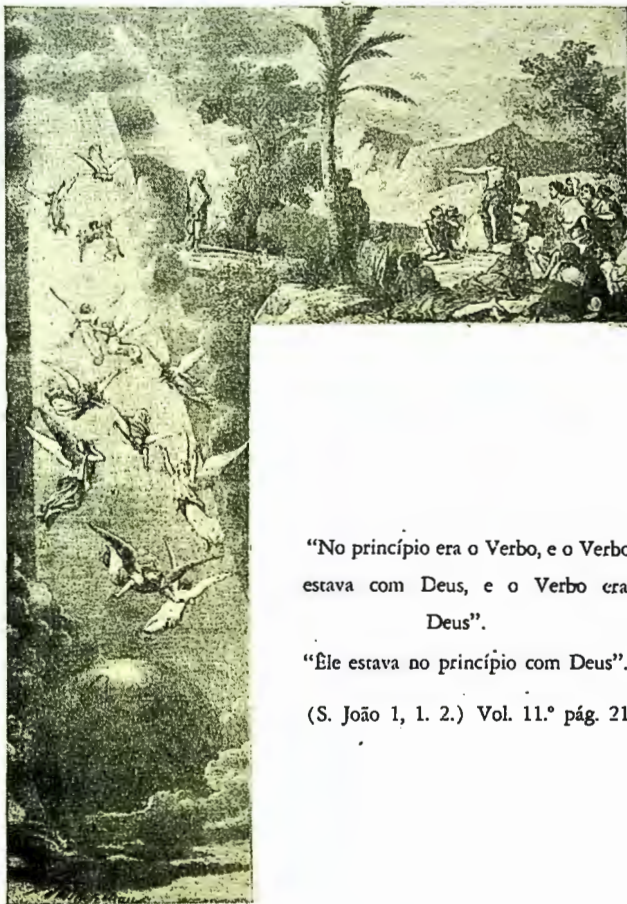 “No princípio era o Verbo, e o Verbo
estava com Deus, e o Verbo era
Deus”.
“Êle estava no princípio com Deus”.
(S. João 1, 1. 2.) Vol. 11.º pág. 21